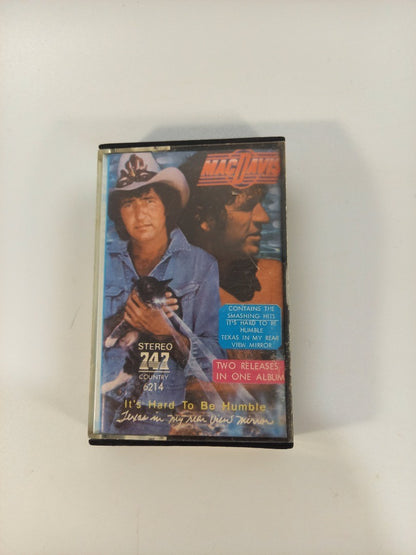 MAC DAVIS
CONTAINS THE
SMASHING HITS
IT'S HARD TO BE
HUMBLE
TEXAS IN MY REAR
VIEW MIRROR
TWO RELEASES
IN ONE ALBUM
STEREO
747
COUNTRY
6214
It's Hard To Be Humble
Texas in my rear view mirror